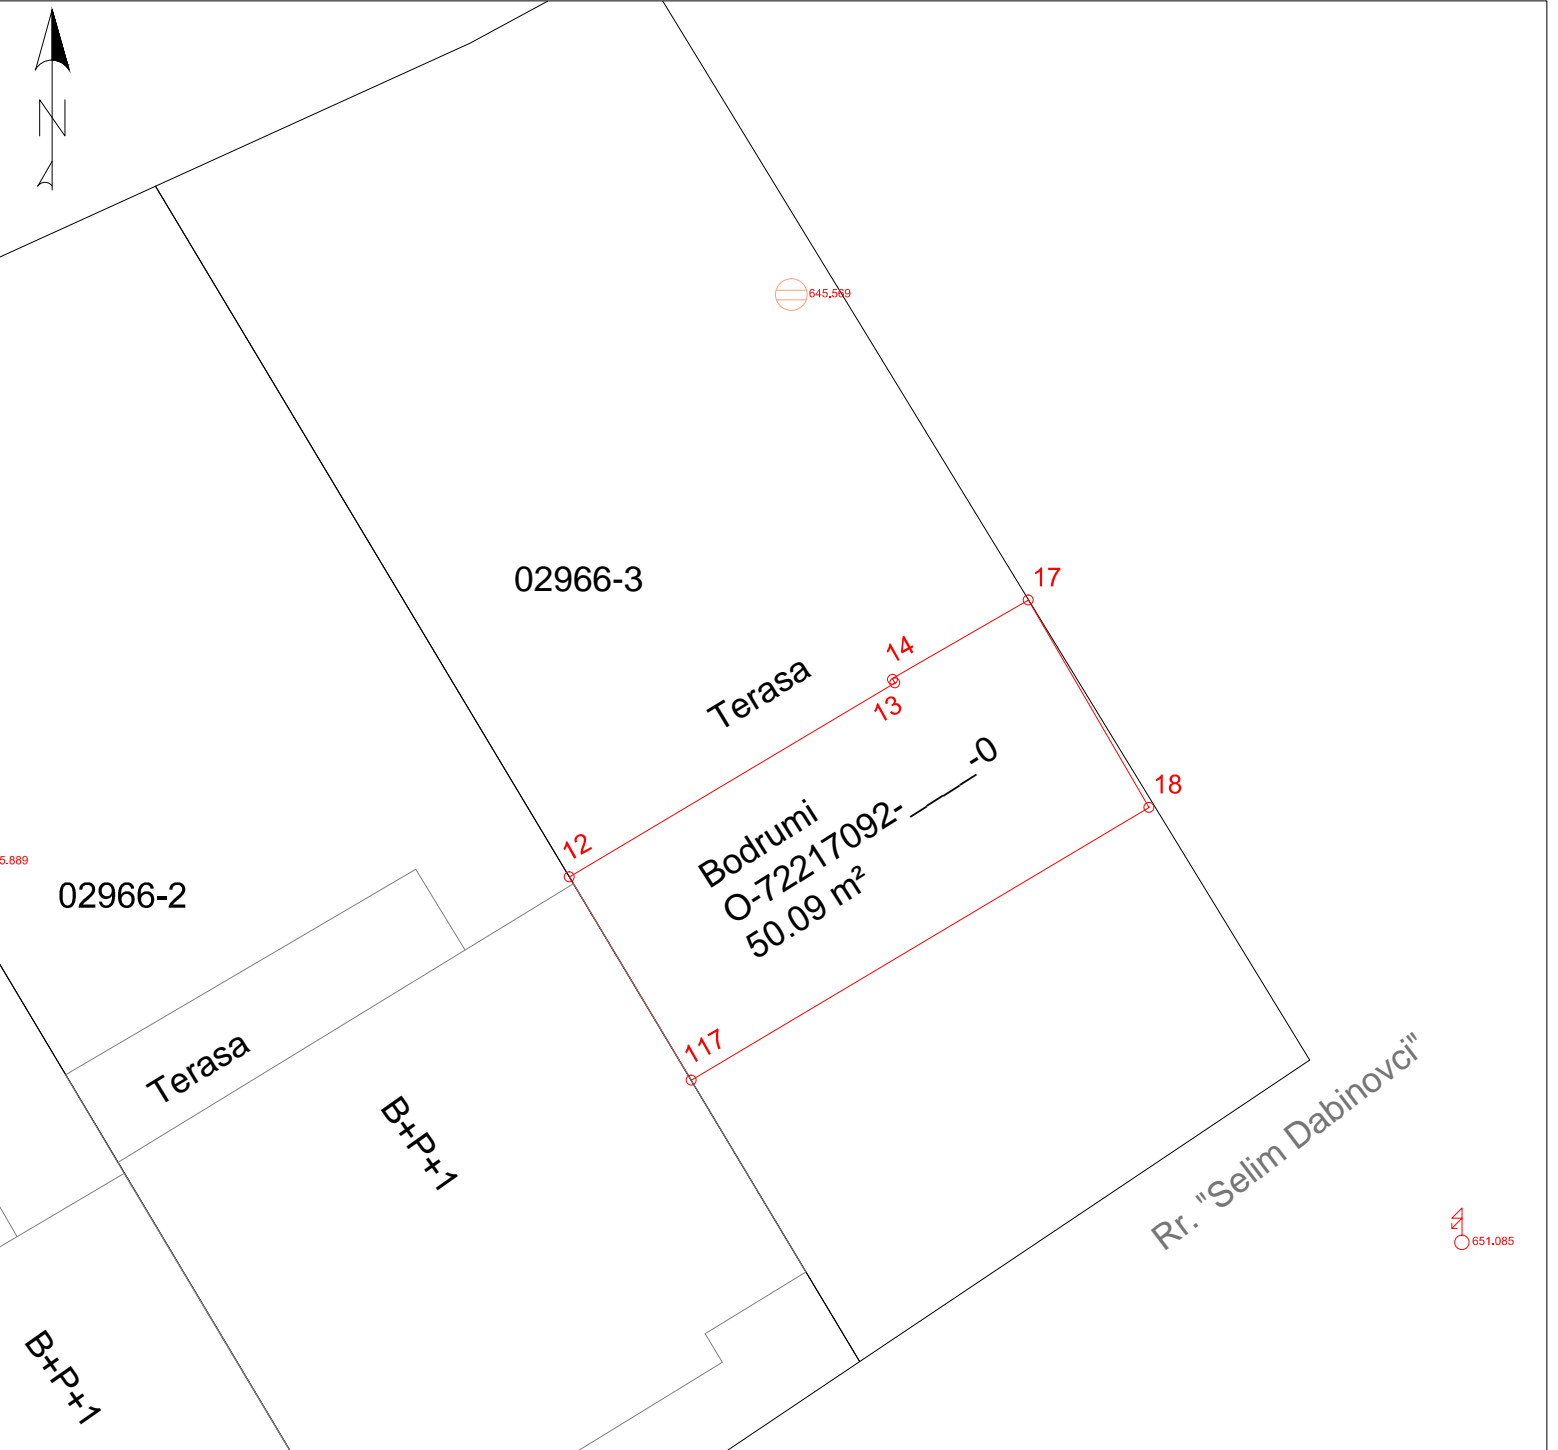 N
645.569
02966-3
17
14
Terasa
13
18
12
Bodrumi
O-72217092-_____-0
50.09 m²
5.889
02966-2
117
Terasa
B+P+1
Rr. "Selim Dabinovci"
651.085
B+P+1